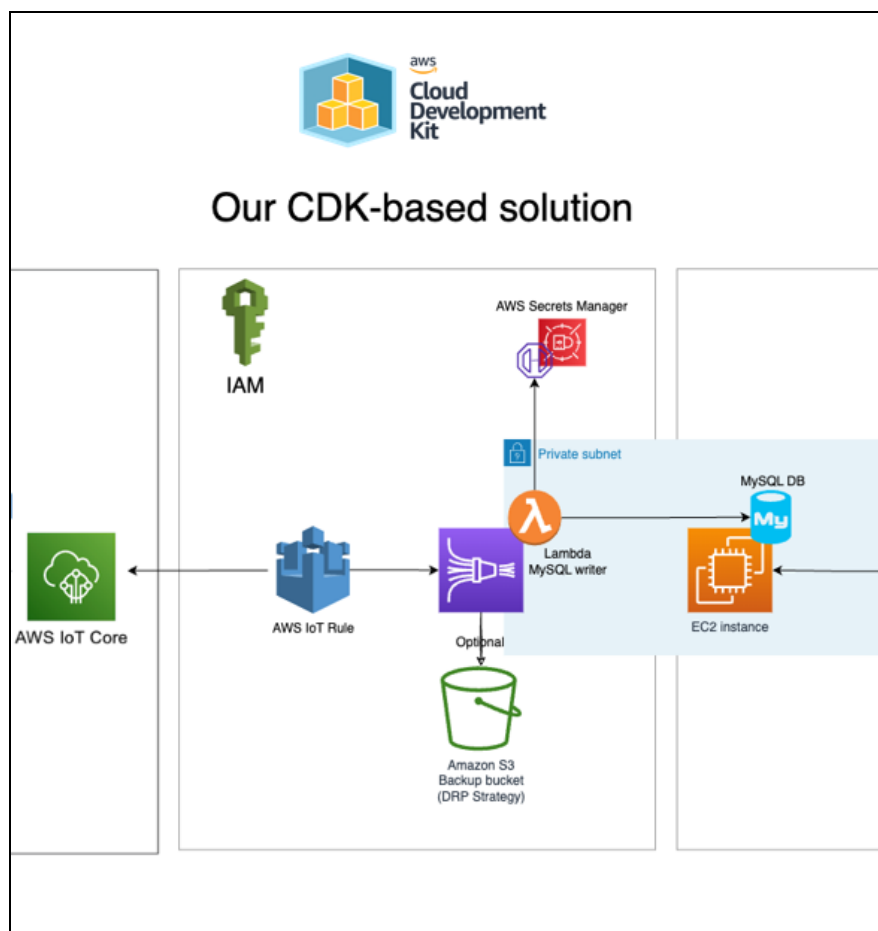 aws
Cloud
Development
Kit
Our CDK-based solution
AWS Secrets Manager
IAM
Private subnet
MySQL DB
My
Lambda
MySQL writer
AWS IoT Core
AWS IoT Rule
EC2 instance
Optional
Amazon S3
Backup bucket
(DRP Strategy)